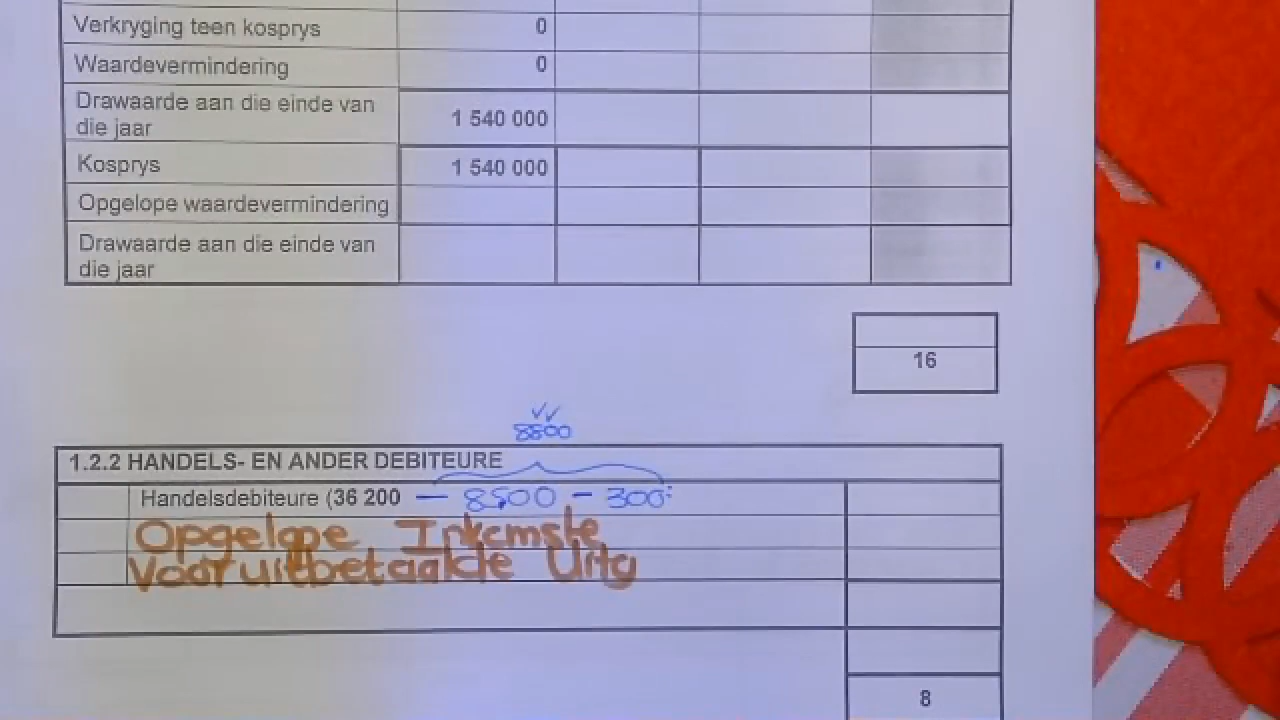 Verkryging teen kosprys 0
Waardevermindering 0
Drawaarde aan die einde van
die jaar 1 540 000
Kosprys 1 540 000
Opgelope waardevermindering
Drawaarde aan die einde van
die jaar
16
8800
1.2.2 HANDELS- EN ANDER DEBITEURE
Handelsdebiteure (36 200 — 8500 - 300
Opgelope Inkomste
Vooruitbetaalde Uitg
8